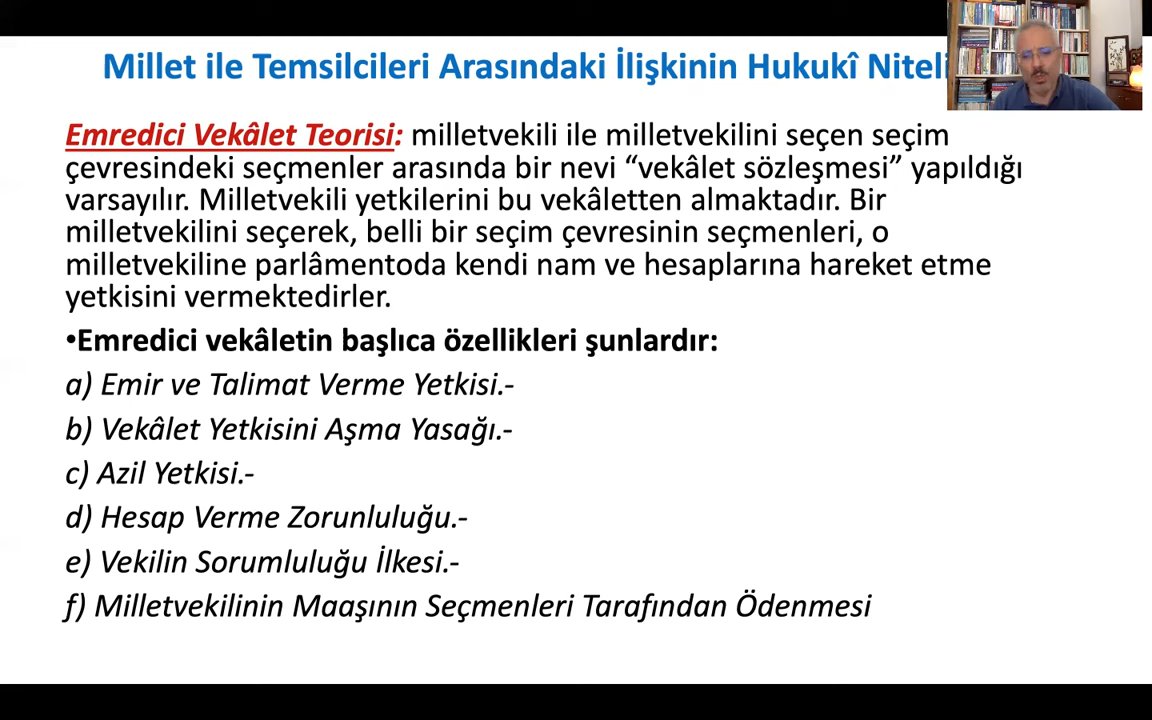 Millet ile Temsilcileri Arasındaki İlişkinin Hukukî Niteli
Emredici Vekâlet Teorisi: milletvekili ile milletvekilini seçen seçim
çevresindeki seçmenler arasında bir nevi “vekâlet sözleşmesi” yapıldığı
varsayılır. Milletvekili yetkilerini bu vekâletten almaktadır. Bir
milletvekilini seçerek, belli bir seçim çevresinin seçmenleri, o
milletvekiline parlâmentoda kendi nam ve hesaplarına hareket etme
yetkisini vermektedirler.
•Emredici vekâletin başlıca özellikleri şunlardır:
a) Emir ve Talimat Verme Yetkisi.-
b) Vekâlet Yetkisini Aşma Yasağı.-
c) Azil Yetkisi.-
d) Hesap Verme Zorunluluğu.-
e) Vekilin Sorumluluğu İlkesi.-
f) Milletvekilinin Maaşının Seçmenleri Tarafından Ödenmesi